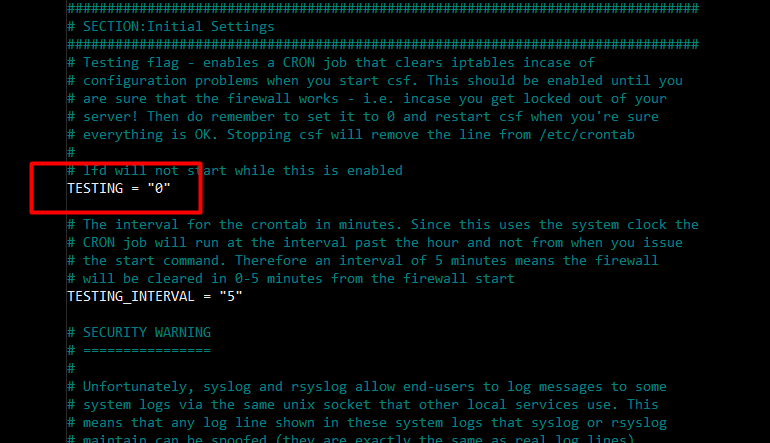 ###############################################################################
# SECTION:Initial Settings
###############################################################################
# Testing flag - enables a CRON job that clears iptables incase of
# configuration problems when you start csf. This should be enabled until you
# are sure that the firewall works - i.e. incase you get locked out of your
# server! Then do remember to set it to 0 and restart csf when you're sure
# everything is OK. Stopping csf will remove the line from /etc/crontab
#
# lfd will not start while this is enabled
TESTING = "0"
# The interval for the crontab in minutes. Since this uses the system clock the
# CRON job will run at the interval past the hour and not from when you issue
# the start command. Therefore an interval of 5 minutes means the firewall
# will be cleared in 0-5 minutes from the firewall start
TESTING_INTERVAL = "5"
# SECURITY WARNING
# ================
#
# Unfortunately, syslog and rsyslog allow end-users to log messages to some
# system logs via the same unix socket that other local services use. This
# means that any log line shown in these system logs that syslog or rsyslog
# maintain can be spoofed (they are exactly the same as real log lines).